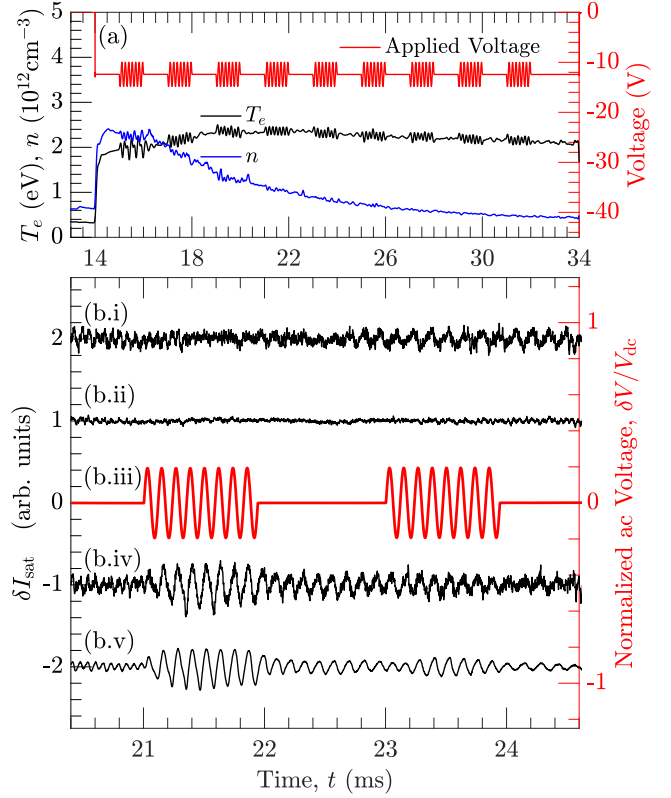 (a)
Applied Voltage
T_e
n
T_e (eV), n (10^12 cm^−3)
5
4
3
2
1
0
0
-10
-20
-30
-40
Voltage (V)
14 18 22 26 30 34
(b.i)
(b.ii)
(b.iii)
(b.iv)
(b.v)
δI_sat (arb. units)
2
1
0
-1
-2
1
0
-1
Normalized ac Voltage, δV/V_dc
21 22 23 24
Time, t (ms)